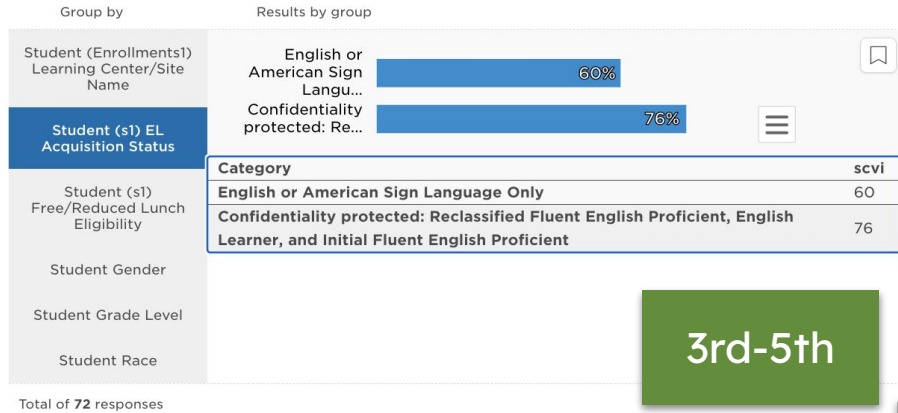 Group by
Results by group
Student (Enrollments1)
Learning Center/Site
Name
Student (s1) EL
Acquisition Status
Student (s1)
Free/Reduced Lunch
Eligibility
Student Gender
Student Grade Level
Student Race
English or
American Sign
Langu...
60%
Confidentiality
protected: Re...
76%
Category scvi
English or American Sign Language Only 60
Confidentiality protected: Reclassified Fluent English Proficient, English
Learner, and Initial Fluent English Proficient 76
3rd-5th
Total of 72 responses